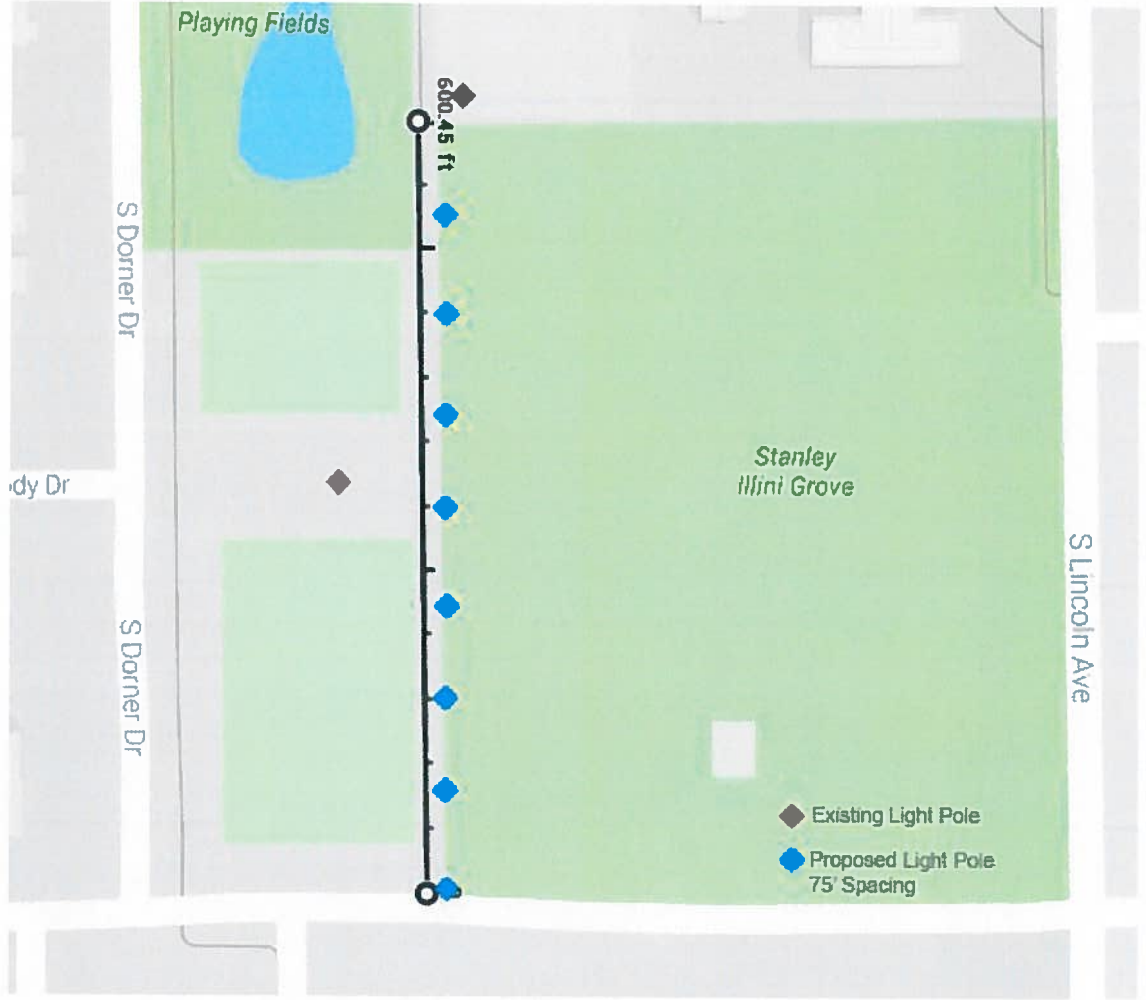 Playing Fields
600.45 ft
S Dorner Dr
Stanley
Illini Grove
dy Dr
S Lincoln Ave
S Dorner Dr
Existing Light Pole
Proposed Light Pole
75' Spacing